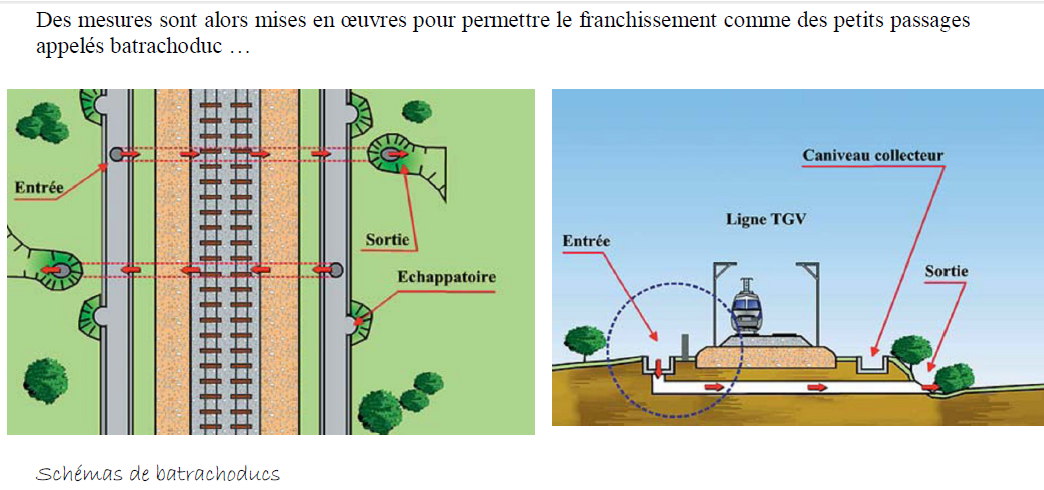 Des mesures sont alors mises en œuvres pour permettre le franchissement comme des petits passages
appelés batrachoduc …
Entrée
Sortie
Echappatoire
Caniveau collecteur
Ligne TGV
Entrée
Sortie
Schémas de batrachoducs